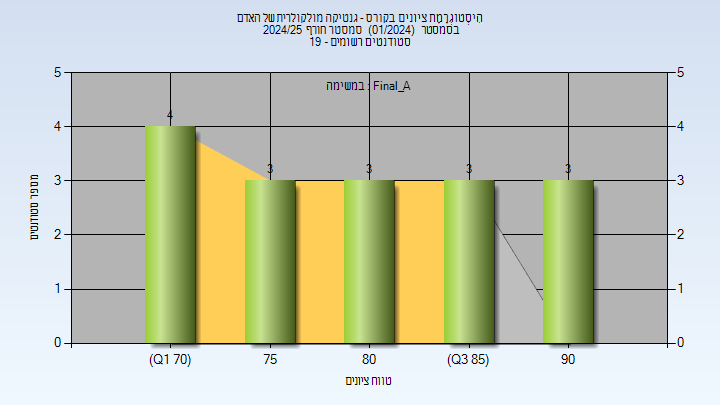 היסטוגרמת ציונים בקורס - גנטיקה מולקולרית של האדם
בסמסטר (01/2024) סמסטר חורף 2024/25
סטודנטים רשומים - 19
במשימה : Final_A
5
4
3
2
1
0
5
4
3
2
1
0
4
3
3
3
3
מספר סטודנטים
(Q1 70)
75
80
(Q3 85)
90
טווח ציונים